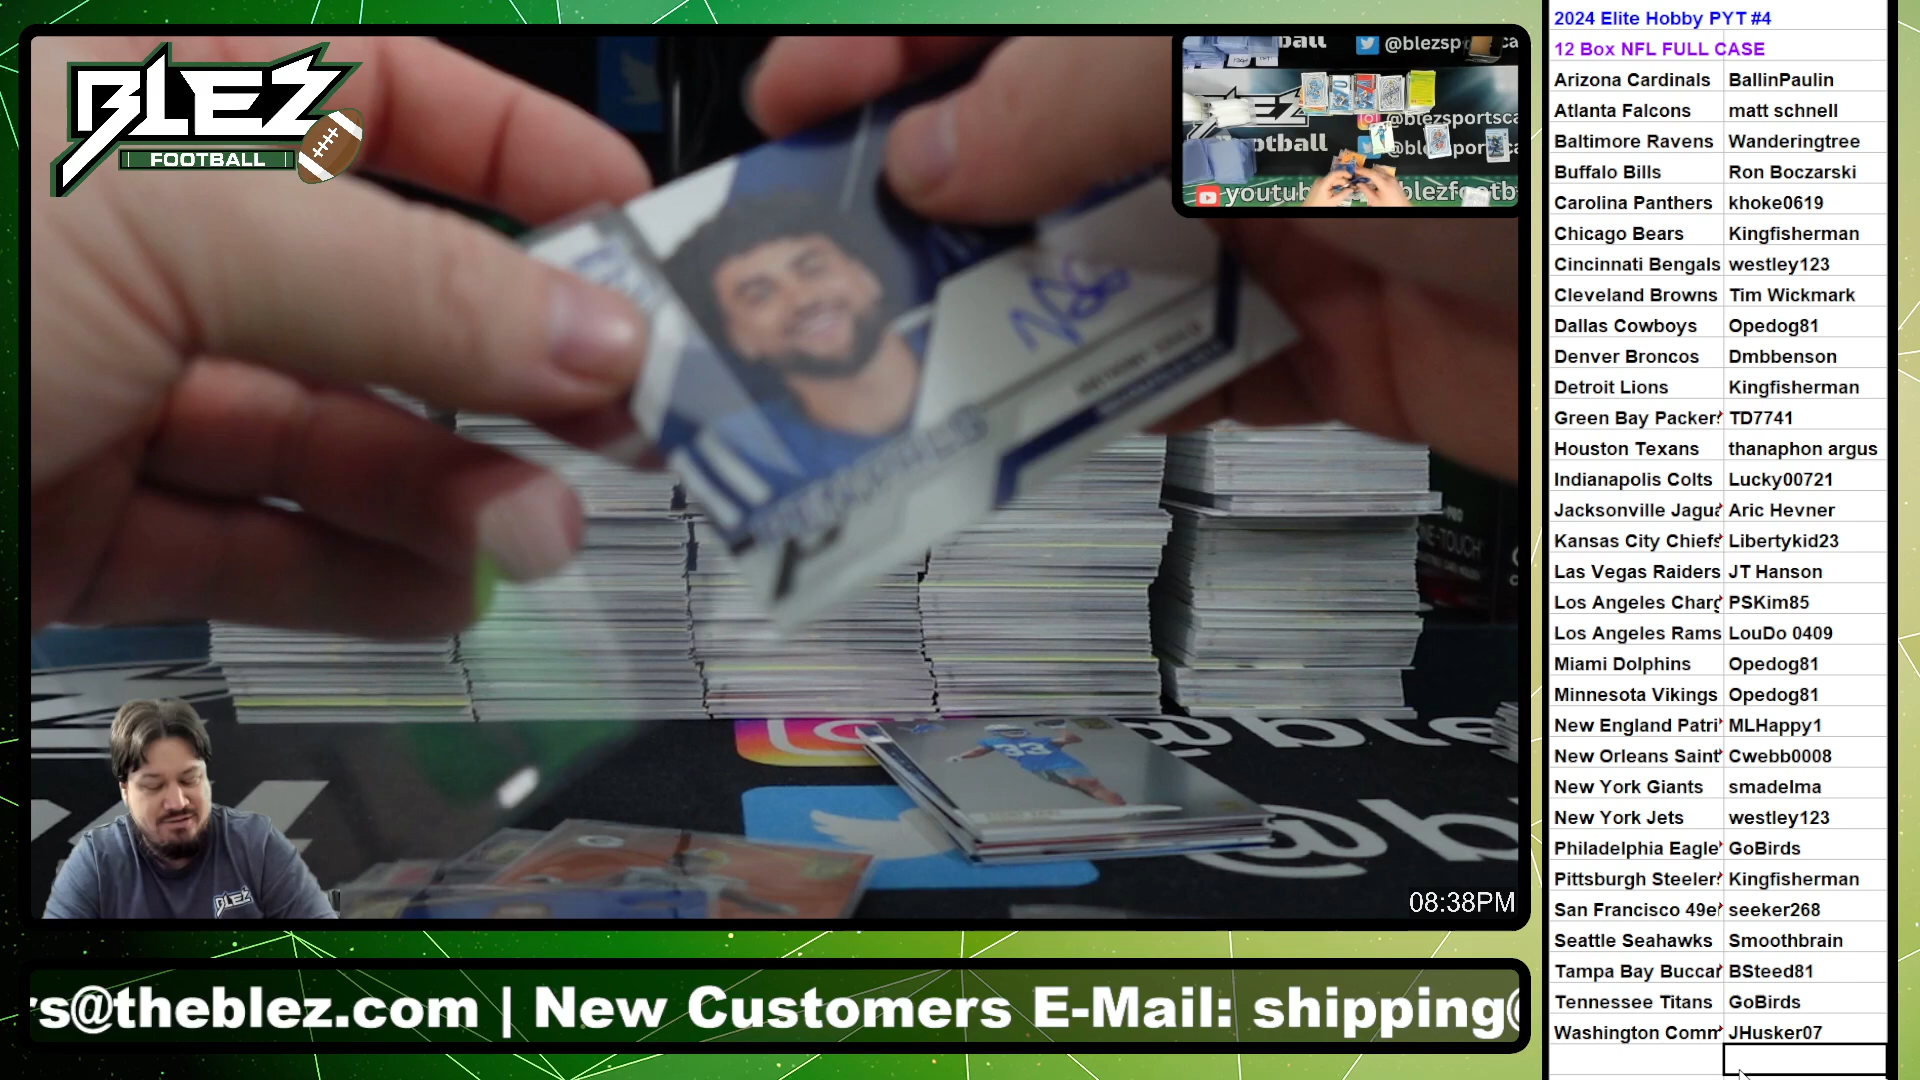 BLEZ
FOOTBALL
ball
@blezsp
@blezsportsca
otball
youtub
blezfootb
33
@ble
@b
BLEZ
08:38PM
s@theblez.com | New Customers E-Mail: shipping@
2024 Elite Hobby PYT #4
12 Box NFL FULL CASE
Arizona Cardinals BallinPaulin
Atlanta Falcons matt schnell
Baltimore Ravens Wanderingtree
Buffalo Bills Ron Boczarski
Carolina Panthers khoke0619
Chicago Bears Kingfisherman
Cincinnati Bengals westley123
Cleveland Browns Tim Wickmark
Dallas Cowboys Opedog81
Denver Broncos Dmbbenson
Detroit Lions Kingfisherman
Green Bay Packer TD7741
Houston Texans thanaphon argus
Indianapolis Colts Lucky00721
Jacksonville Jagua Aric Hevner
Kansas City Chiefs Libertykid23
Las Vegas Raiders JT Hanson
Los Angeles Charg PSKim85
Los Angeles Rams LouDo 0409
Miami Dolphins Opedog81
Minnesota Vikings Opedog81
New England Patri MLHappy1
New Orleans Saint Cwebb0008
New York Giants smadelma
New York Jets westley123
Philadelphia Eagle GoBirds
Pittsburgh Steeler Kingfisherman
San Francisco 49e seeker268
Seattle Seahawks Smoothbrain
Tampa Bay Buccar BSteed81
Tennessee Titans GoBirds
Washington Comm JHusker07